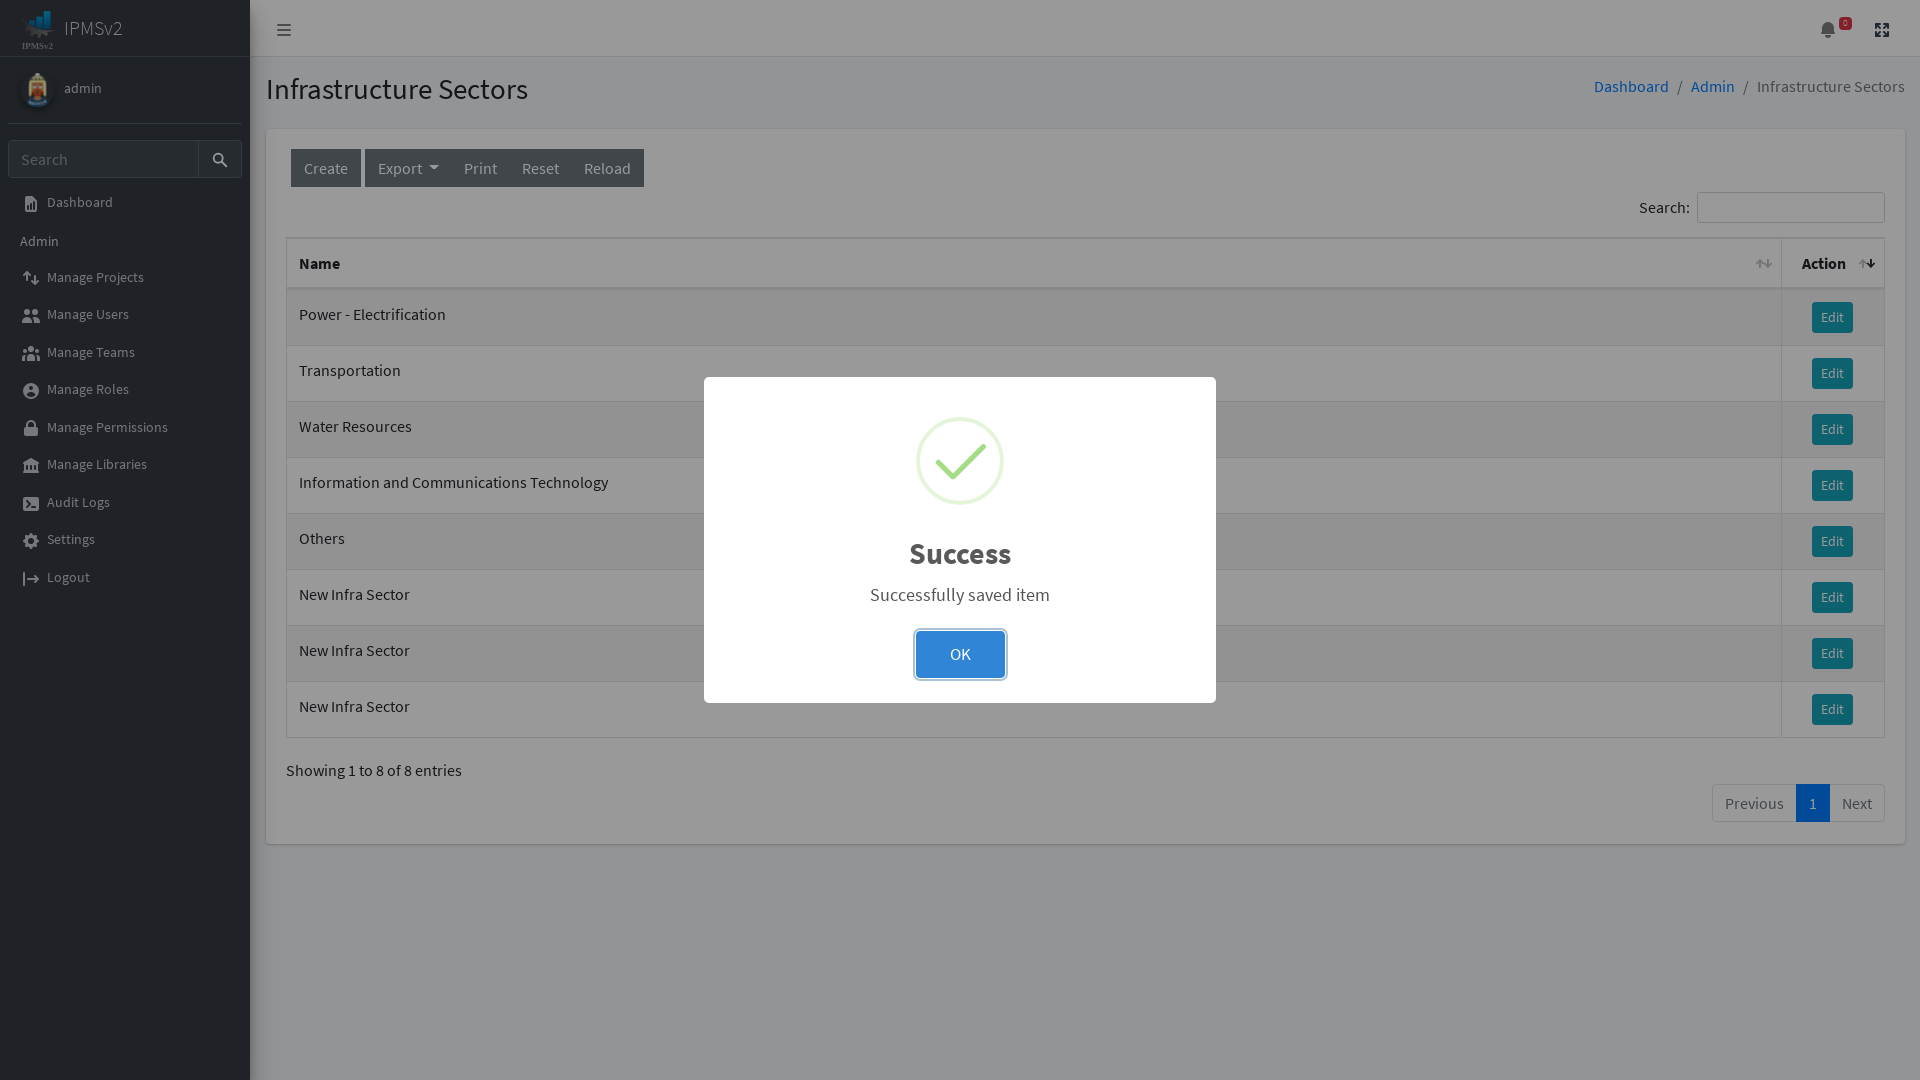 IPMSv2
IPMSv2
0
admin
Infrastructure Sectors
Dashboard / Admin / Infrastructure Sectors
Search
Create Export Print Reset Reload
Search:
Dashboard
Admin
Manage Projects
Manage Users
Manage Teams
Manage Roles
Manage Permissions
Manage Libraries
Audit Logs
Settings
Logout
Name Action
Power - Electrification Edit
Transportation Edit
Water Resources Edit
Information and Communications Technology Edit
Others Edit
New Infra Sector Edit
New Infra Sector Edit
New Infra Sector Edit
Success
Successfully saved item
OK
Showing 1 to 8 of 8 entries
Previous 1 Next